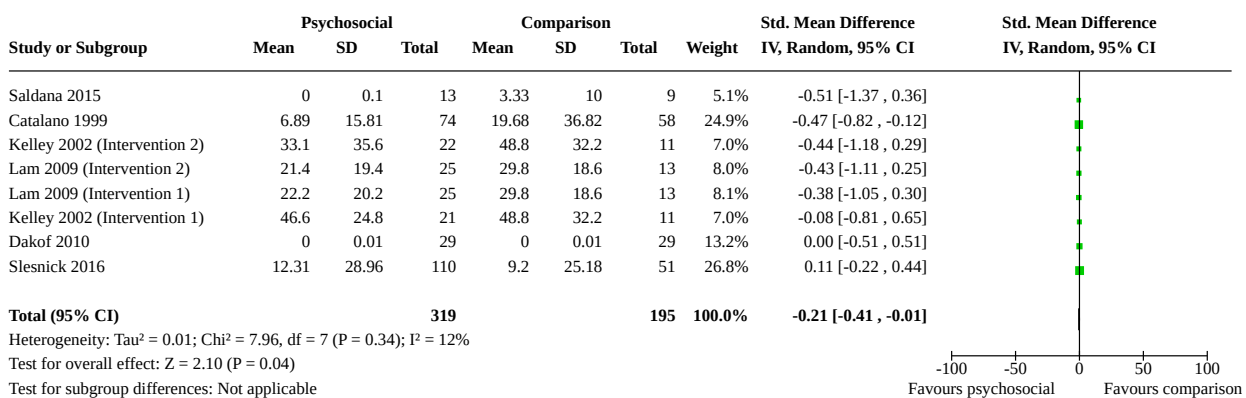 Psychosocial Comparison Std. Mean Difference Std. Mean Difference
Study or Subgroup Mean SD Total Mean SD Total Weight IV, Random, 95% CI IV, Random, 95% CI
Saldana 2015 0 0.1 13 3.33 10 9 5.1% -0.51 [-1.37 , 0.36]
Catalano 1999 6.89 15.81 74 19.68 36.82 58 24.9% -0.47 [-0.82 , -0.12]
Kelley 2002 (Intervention 2) 33.1 35.6 22 48.8 32.2 11 7.0% -0.44 [-1.18 , 0.29]
Lam 2009 (Intervention 2) 21.4 19.4 25 29.8 18.6 13 8.0% -0.43 [-1.11 , 0.25]
Lam 2009 (Intervention 1) 22.2 20.2 25 29.8 18.6 13 8.1% -0.38 [-1.05 , 0.30]
Kelley 2002 (Intervention 1) 46.6 24.8 21 48.8 32.2 11 7.0% -0.08 [-0.81 , 0.65]
Dakof 2010 0 0.01 29 0 0.01 29 13.2% 0.00 [-0.51 , 0.51]
Slesnick 2016 12.31 28.96 110 9.2 25.18 51 26.8% 0.11 [-0.22 , 0.44]
Total (95% CI) 319 195 100.0% -0.21 [-0.41 , -0.01]
Heterogeneity: Tau² = 0.01; Chi² = 7.96, df = 7 (P = 0.34); I² = 12%
Test for overall effect: Z = 2.10 (P = 0.04) -100 -50 0 50 100
Test for subgroup differences: Not applicable Favours psychosocial Favours comparison